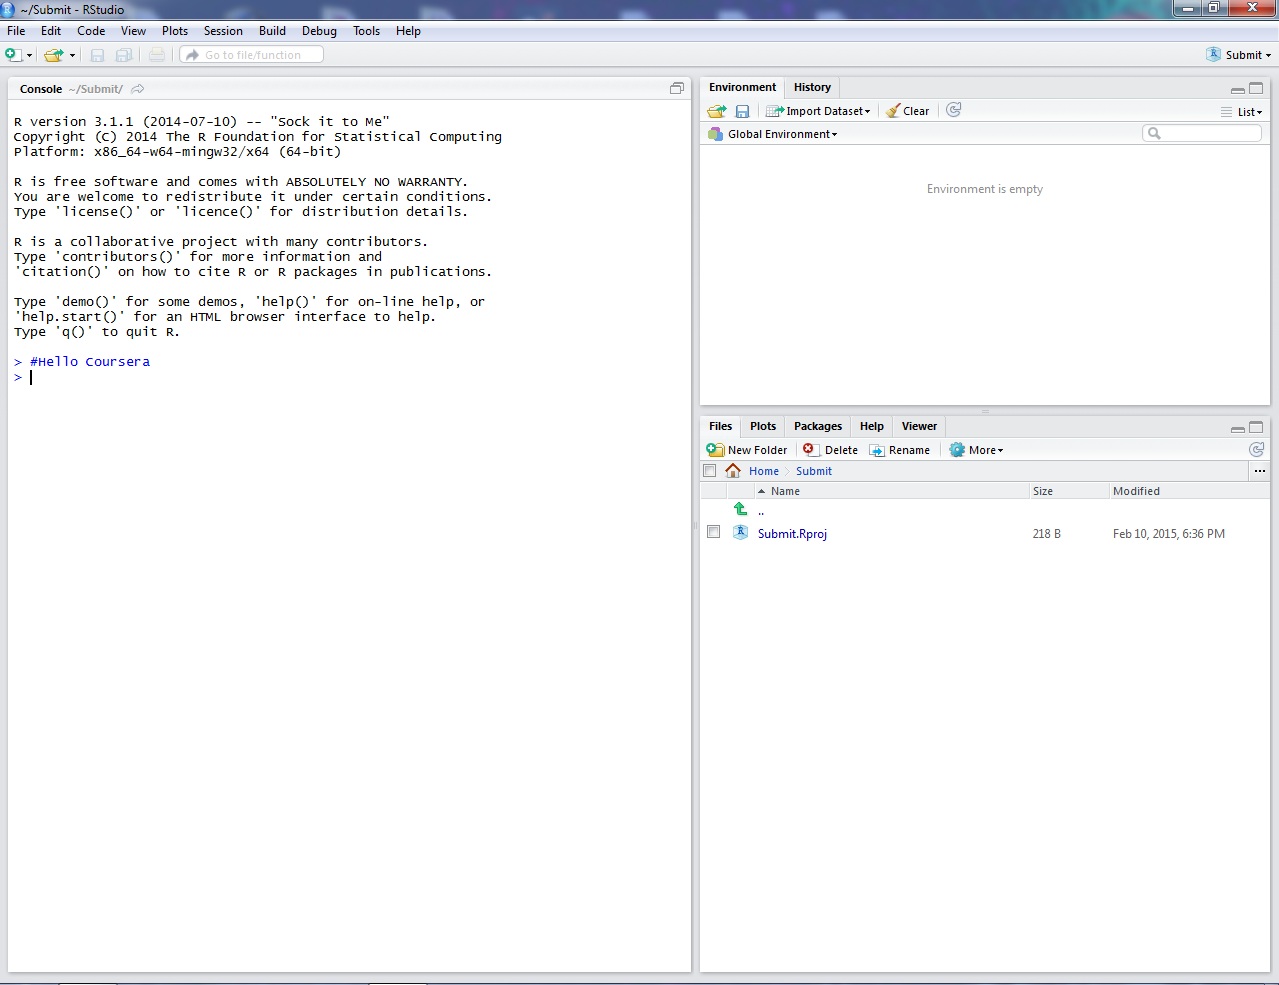 ~/Submit - RStudio
File Edit Code View Plots Session Build Debug Tools Help
Go to file/function
Submit
Console ~/Submit/
R version 3.1.1 (2014-07-10) -- "Sock it to Me"
Copyright (C) 2014 The R Foundation for Statistical Computing
Platform: x86_64-w64-mingw32/x64 (64-bit)
R is free software and comes with ABSOLUTELY NO WARRANTY.
You are welcome to redistribute it under certain conditions.
Type 'license()' or 'licence()' for distribution details.
R is a collaborative project with many contributors.
Type 'contributors()' for more information and
'citation()' on how to cite R or R packages in publications.
Type 'demo()' for some demos, 'help()' for on-line help, or
'help.start()' for an HTML browser interface to help.
Type 'q()' to quit R.
> #Hello Coursera
>
Environment History
Import Dataset Clear List
Global Environment
Environment is empty
Files Plots Packages Help Viewer
New Folder Delete Rename More
Home Submit ...
Name Size Modified
..
Submit.Rproj 218 B Feb 10, 2015, 6:36 PM